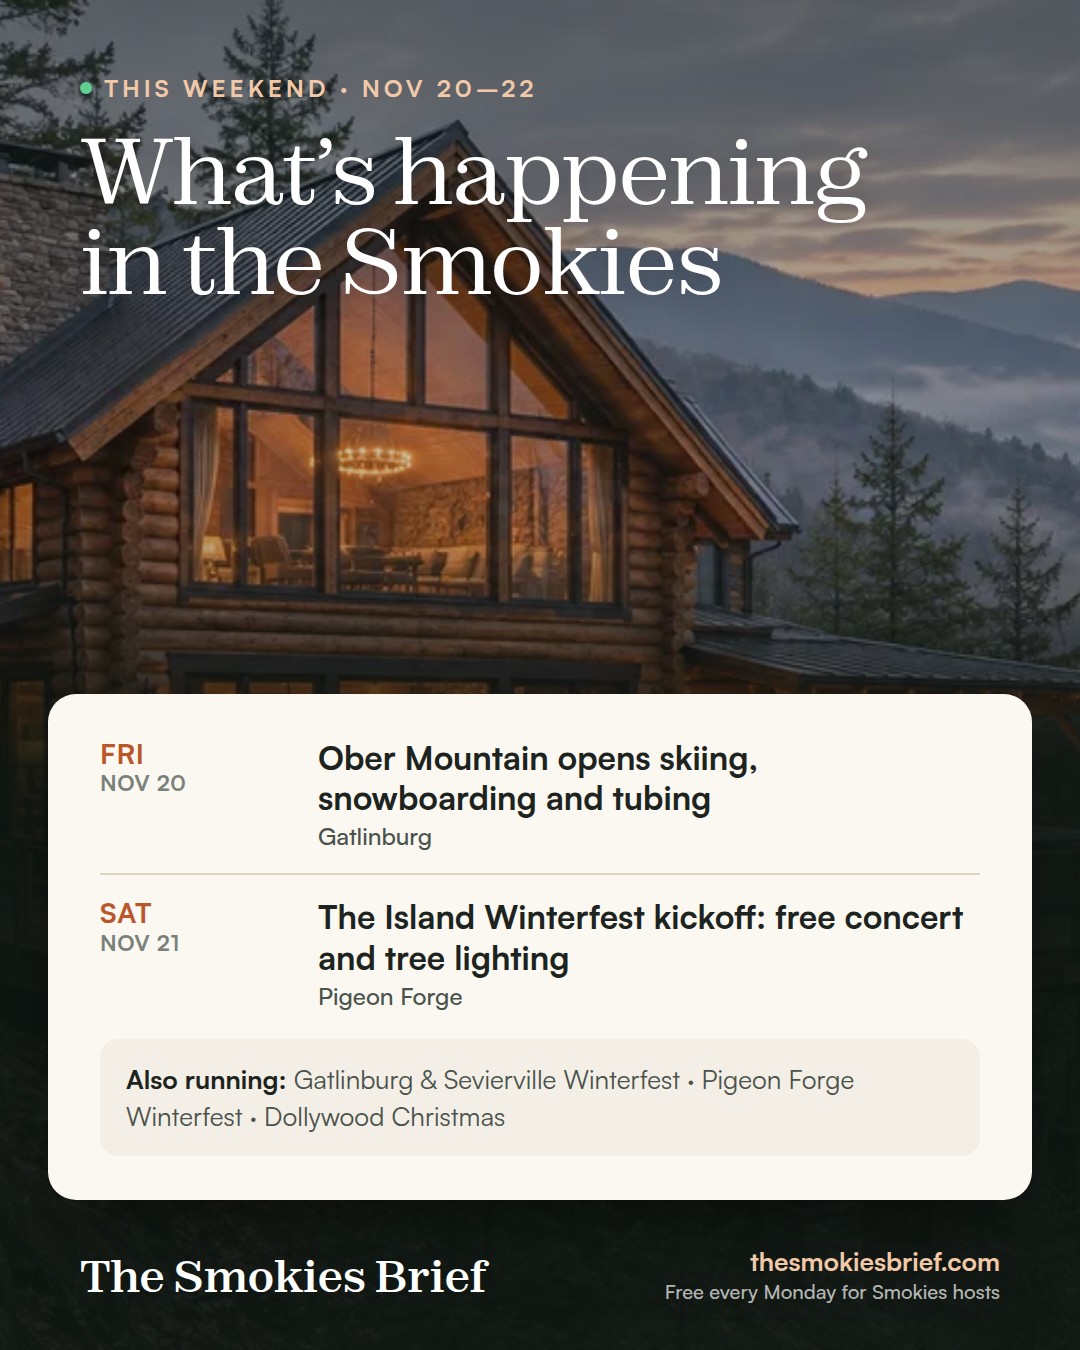 THIS WEEKEND · NOV 20—22
What’s happening
in the Smokies
FRI
NOV 20
Ober Mountain opens skiing,
snowboarding and tubing
Gatlinburg
SAT
NOV 21
The Island Winterfest kickoff: free concert
and tree lighting
Pigeon Forge
Also running: Gatlinburg & Sevierville Winterfest · Pigeon Forge
Winterfest · Dollywood Christmas
The Smokies Brief
thesmokiesbrief.com
Free every Monday for Smokies hosts